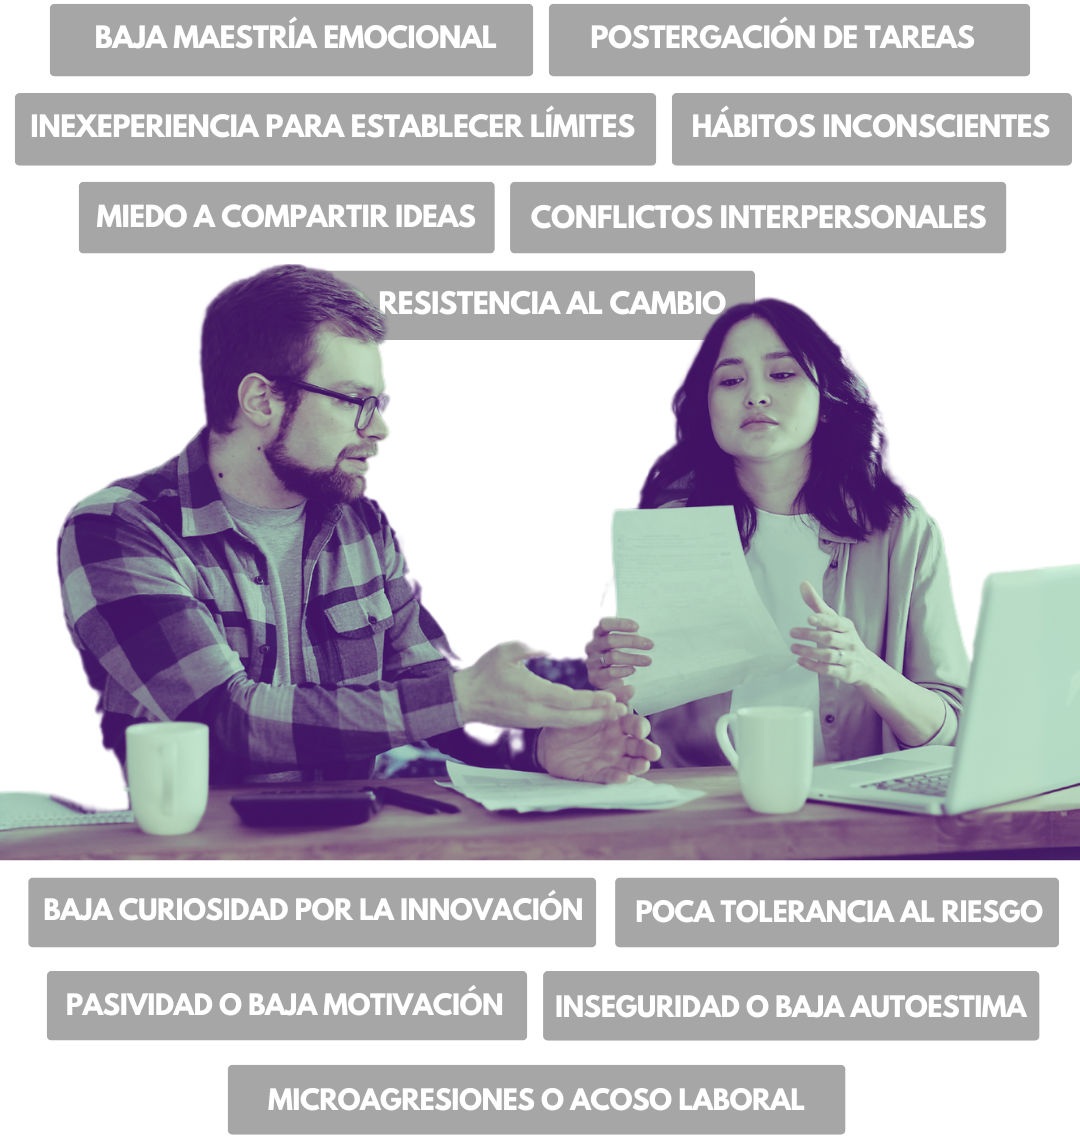 BAJA MAESTRÍA EMOCIONAL
POSTERGACIÓN DE TAREAS
INEXEPERIENCIA PARA ESTABLECER LÍMITES
HÁBITOS INCONSCIENTES
MIEDO A COMPARTIR IDEAS
CONFLICTOS INTERPERSONALES
RESISTENCIA AL CAMBIO
BAJA CURIOSIDAD POR LA INNOVACIÓN
POCA TOLERANCIA AL RIESGO
PASIVIDAD O BAJA MOTIVACIÓN
INSEGURIDAD O BAJA AUTOESTIMA
MICROAGRESIONES O ACOSO LABORAL